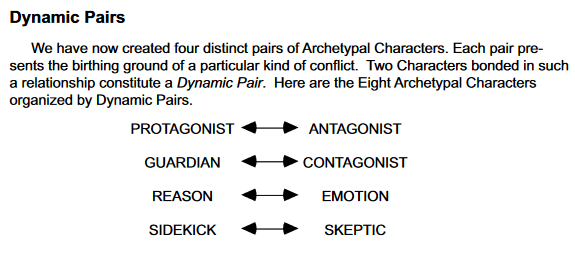 Dynamic Pairs
We have now created four distinct pairs of Archetypal Characters. Each pair pre-
sents the birthing ground of a particular kind of conflict. Two Characters bonded in such
a relationship constitute a Dynamic Pair. Here are the Eight Archetypal Characters
organized by Dynamic Pairs.
PROTAGONIST ANTAGONIST
GUARDIAN CONTAGONIST
REASON EMOTION
SIDEKICK SKEPTIC